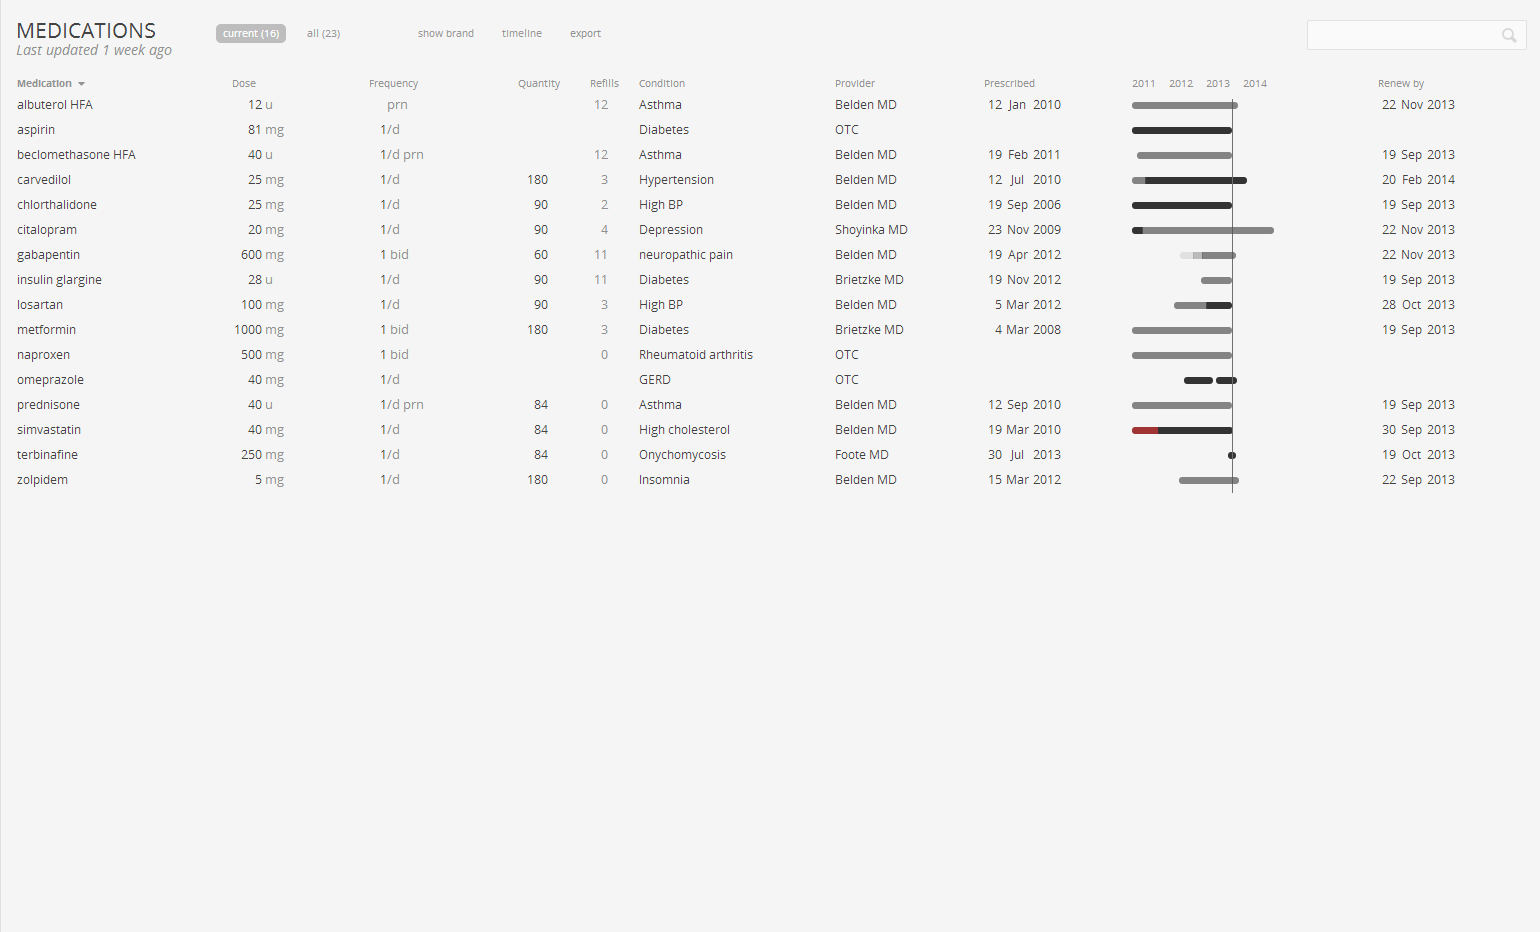 MEDICATIONS current (16) all (23) show brand timeline export
Last updated 1 week ago
Medication Dose Frequency Quantity Refills Condition Provider Prescribed 2011 2012 2013 2014 Renew by
albuterol HFA 12 u prn 12 Asthma Belden MD 12 Jan 2010 22 Nov 2013
aspirin 81 mg 1/d Diabetes OTC
beclomethasone HFA 40 u 1/d prn 12 Asthma Belden MD 19 Feb 2011 19 Sep 2013
carvedilol 25 mg 1/d 180 3 Hypertension Belden MD 12 Jul 2010 20 Feb 2014
chlorthalidone 25 mg 1/d 90 2 High BP Belden MD 19 Sep 2006 19 Sep 2013
citalopram 20 mg 1/d 90 4 Depression Shoyinka MD 23 Nov 2009 22 Nov 2013
gabapentin 600 mg 1 bid 60 11 neuropathic pain Belden MD 19 Apr 2012 22 Nov 2013
insulin glargine 28 u 1/d 90 11 Diabetes Brietzke MD 19 Nov 2012 19 Sep 2013
losartan 100 mg 1/d 90 3 High BP Belden MD 5 Mar 2012 28 Oct 2013
metformin 1000 mg 1 bid 180 3 Diabetes Brietzke MD 4 Mar 2008 19 Sep 2013
naproxen 500 mg 1 bid 0 Rheumatoid arthritis OTC
omeprazole 40 mg 1/d GERD OTC
prednisone 40 u 1/d prn 84 0 Asthma Belden MD 12 Sep 2010 19 Sep 2013
simvastatin 40 mg 1/d 84 0 High cholesterol Belden MD 19 Mar 2010 30 Sep 2013
terbinafine 250 mg 1/d 84 0 Onychomycosis Foote MD 30 Jul 2013 19 Oct 2013
zolpidem 5 mg 1/d 180 0 Insomnia Belden MD 15 Mar 2012 22 Sep 2013